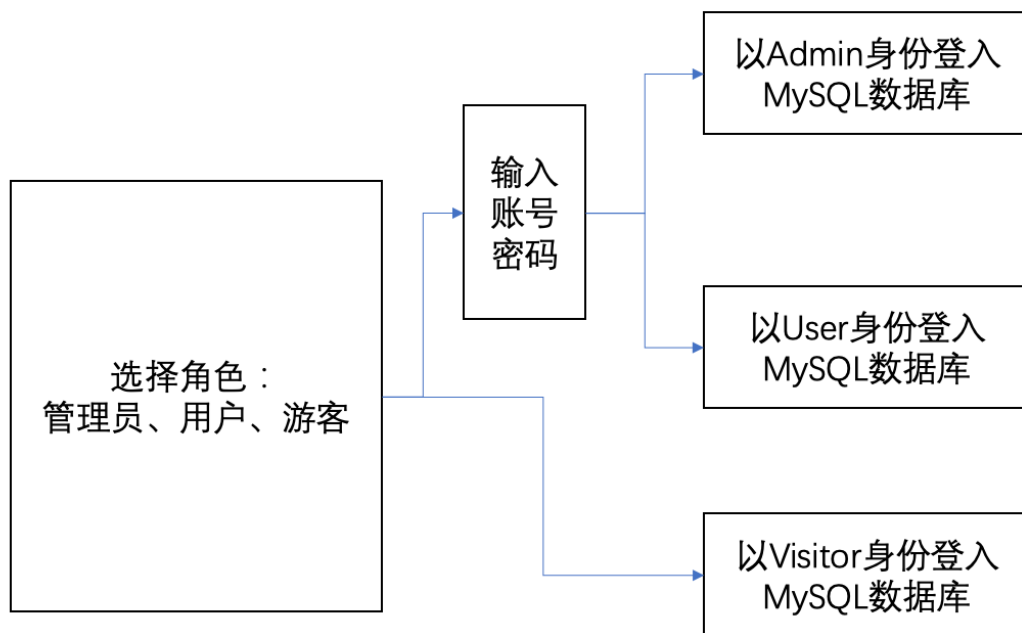 以Admin身份登入
MySQL数据库
输入
账号
密码
以User身份登入
MySQL数据库
选择角色：
管理员、用户、游客
以Visitor身份登入
MySQL数据库